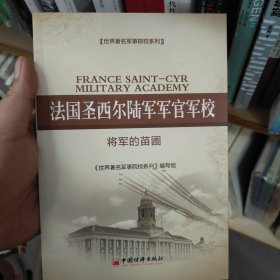 《世界著名军事院校系列》
FRANCE SAINT-CYR
MILITARY ACADEMY
法国圣西尔陆军军官军校
将军的苗圃
《世界著名军事院校系列》编写组
中国经济出版社